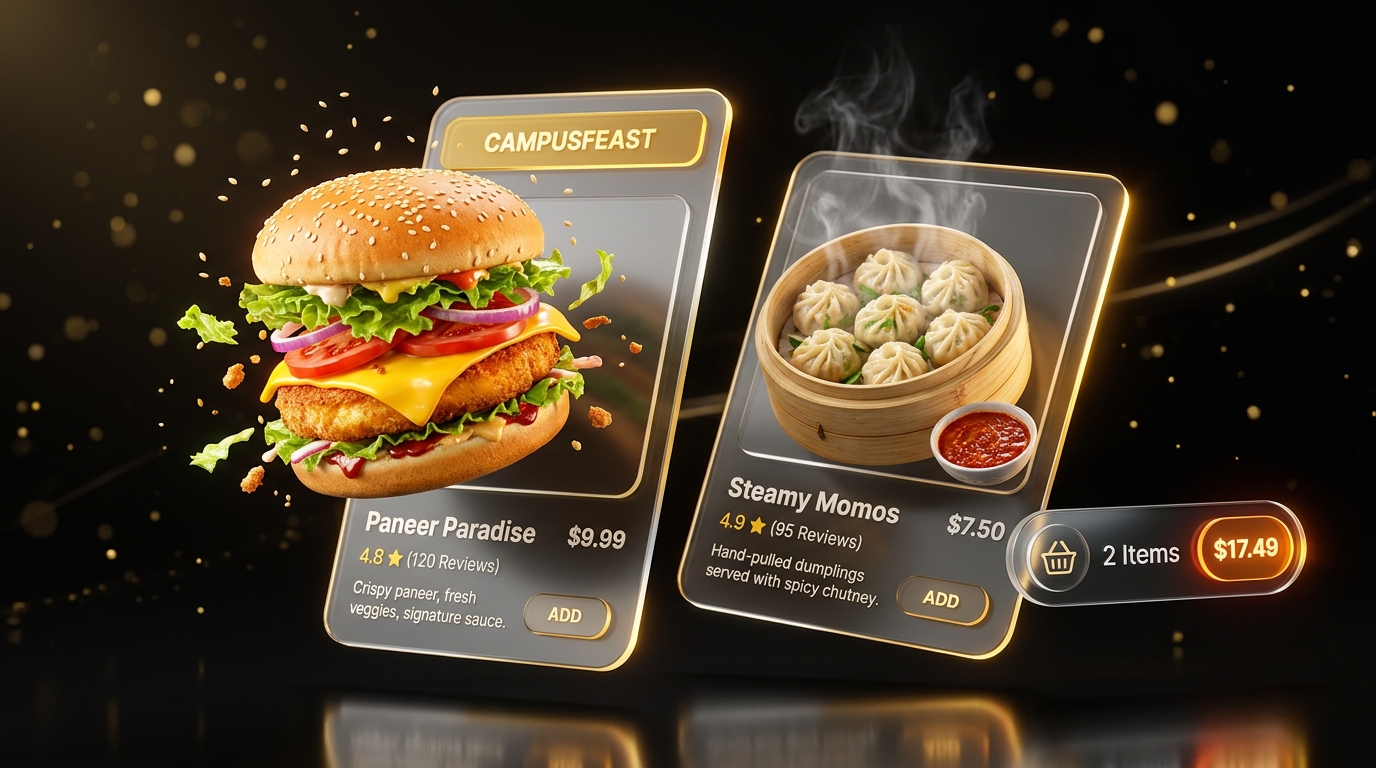 CAMPUSFEAST
Paneer Paradise
$9.99
4.8 ★ (120 Reviews)
Crispy paneer, fresh
veggies, signature sauce.
ADD
Steamy Momos
$7.50
4.9 ★ (95 Reviews)
Hand-pulled dumplings
served with spicy chutney.
ADD
2 Items
$17.49